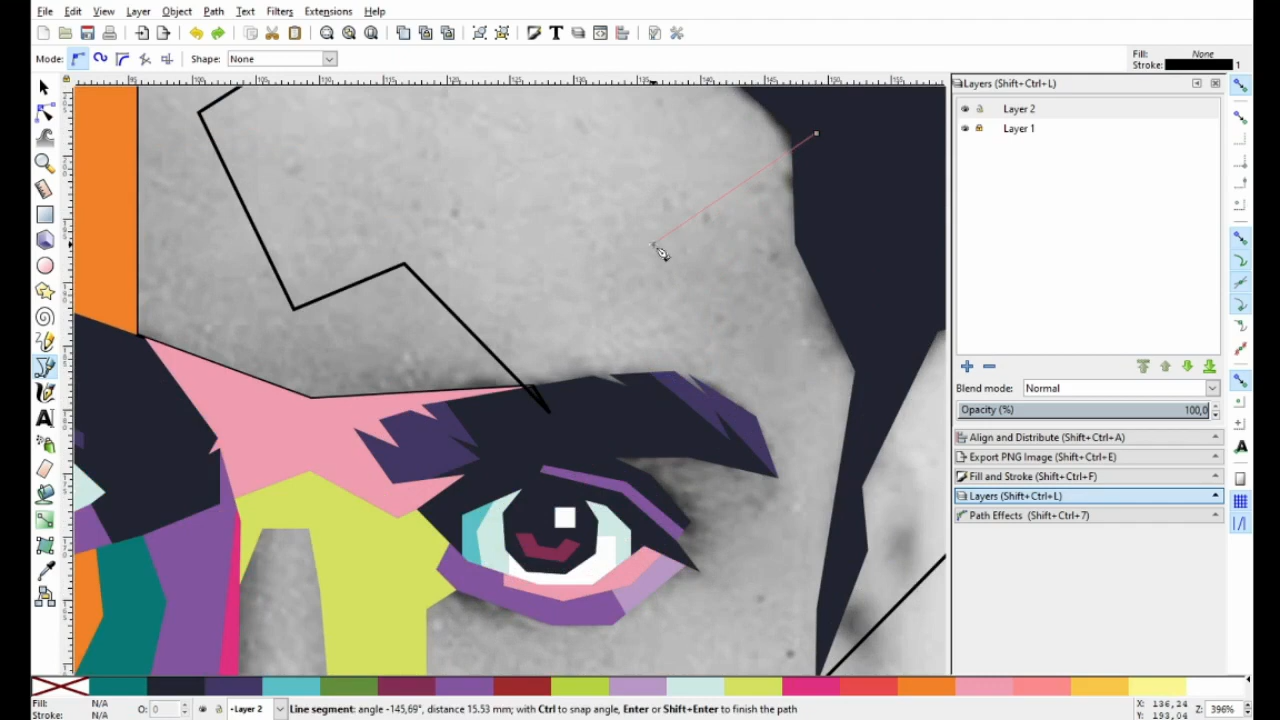 File Edit View Layer Object Path Text Filters Extensions Help
Mode: Shape: None
Fill: None
Stroke: 1
Layers (Shift+Ctrl+L)
Layer 2
Layer 1
Blend mode: Normal
Opacity (%) 100,0
Align and Distribute (Shift+Ctrl+A)
Export PNG Image (Shift+Ctrl+E)
Fill and Stroke (Shift+Ctrl+F)
Layers (Shift+Ctrl+L)
Path Effects (Shift+Ctrl+7)
Fill: N/A
Stroke: N/A
O: 0
-Layer 2
Line segment: angle -145,69°, distance 15.53 mm; with Ctrl to snap angle, Enter or Shift+Enter to finish the path
X: 136,24
Y: 193,04
Z: 396%